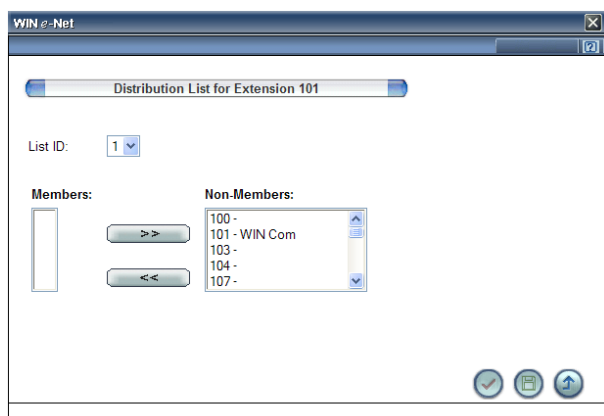 WIN e-Net
Distribution List for Extension 101
List ID: 1
Members: Non-Members:
100 -
>> 101 - WIN Com
103 -
104 -
<< 107 -